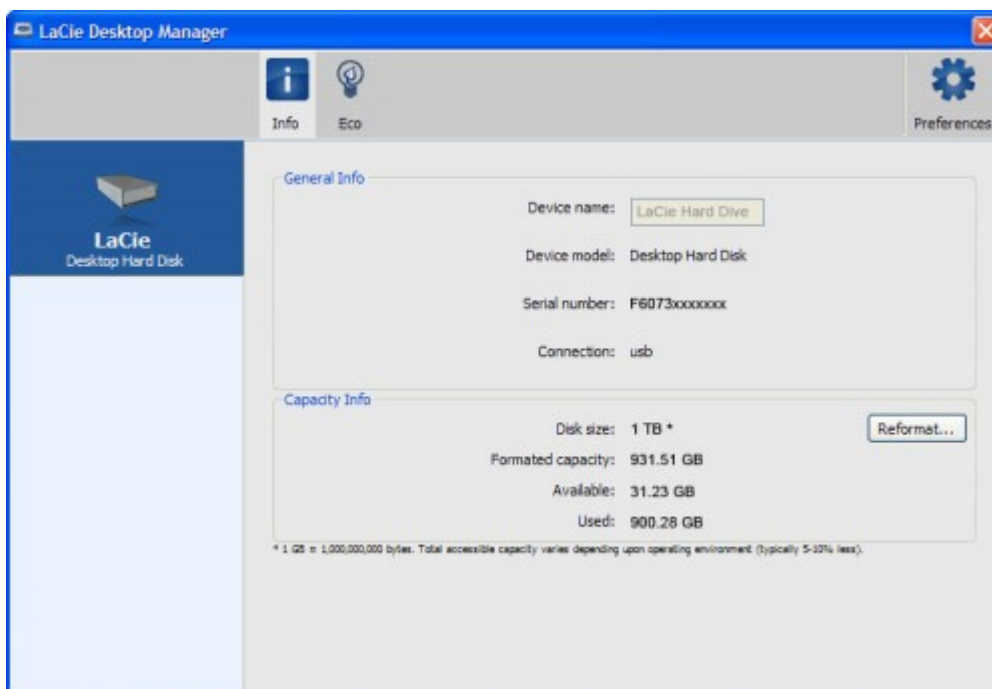 LaCie Desktop Manager
Info
Eco
Preferences
LaCie
Desktop Hard Disk
General Info
Device name: LaCie Hard Dive
Device model: Desktop Hard Disk
Serial number: F6073xxxxxxx
Connection: usb
Capacity Info
Disk size: 1 TB *
Reformat...
Formated capacity: 931.51 GB
Available: 31.23 GB
Used: 900.28 GB
* 1 GB = 1,000,000,000 bytes. Total accessible capacity varies depending upon operating environment (typically 5-10% less).